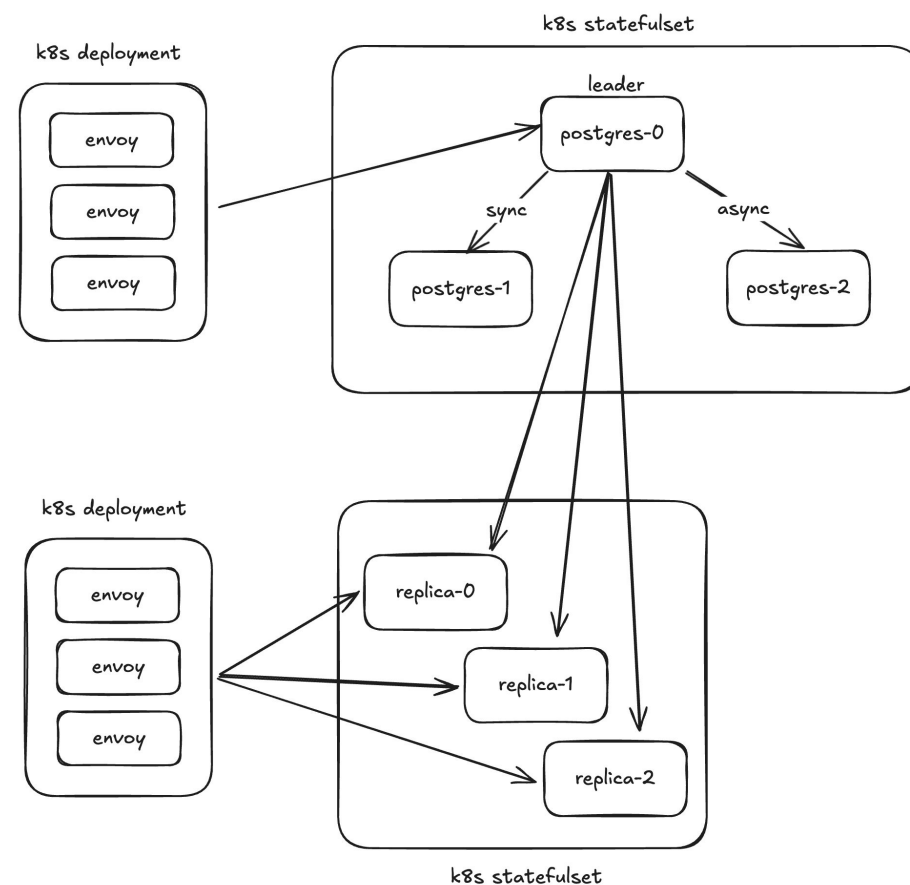 k8s statefulset
k8s deployment
leader
envoy
postgres-0
envoy
sync
async
envoy
postgres-1
postgres-2
k8s deployment
envoy
replica-0
envoy
replica-1
envoy
replica-2
k8s statefulset